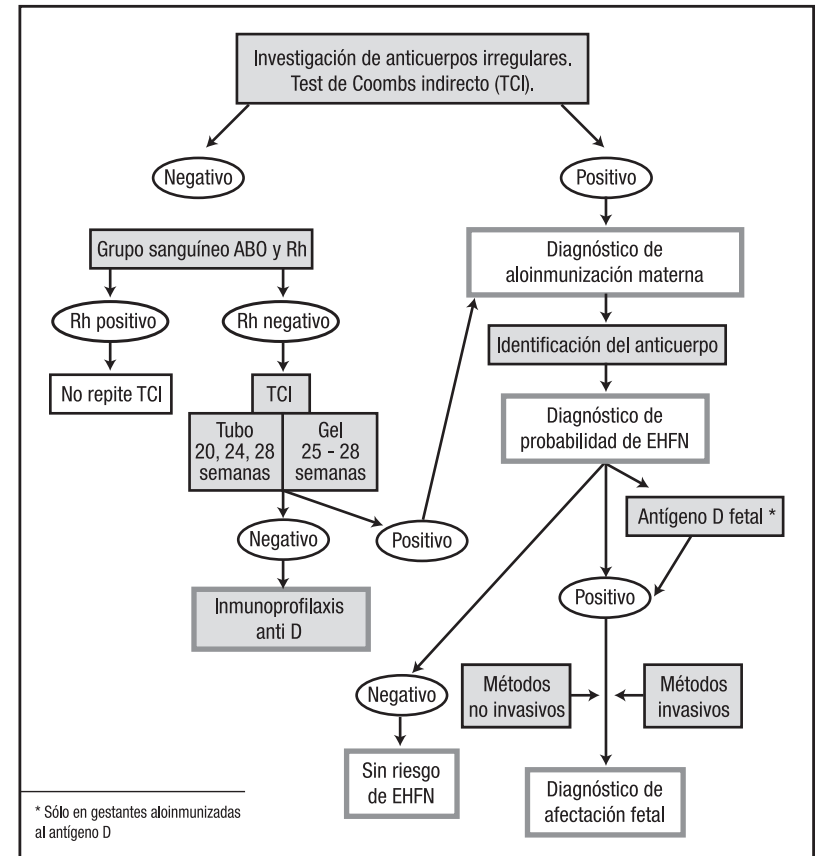 Investigación de anticuerpos irregulares.
Test de Coombs indirecto (TCI).
Negativo
Positivo
Grupo sanguíneo ABO y Rh
Diagnóstico de
aloinmunización materna
Rh positivo
Rh negativo
Identificación del anticuerpo
No repite TCI
TCI
Tubo
20, 24, 28
semanas
Gel
25 - 28
semanas
Diagnóstico de
probabilidad de EHFN
Antígeno D fetal *
Negativo
Positivo
Positivo
Inmunoprofilaxis
anti D
Negativo
Métodos
no invasivos
Métodos
invasivos
Sin riesgo
de EHFN
Diagnóstico de
afectación fetal
* Sólo en gestantes aloinmunizadas
al antígeno D